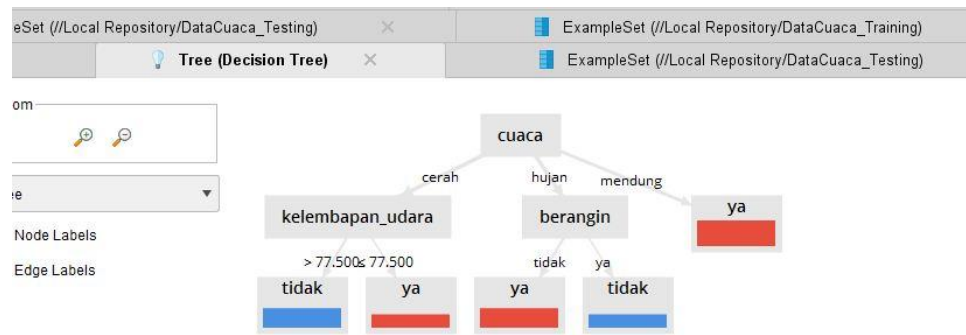 eSet (//Local Repository/DataCuaca_Testing)
ExampleSet (//Local Repository/DataCuaca_Training)
Tree (Decision Tree)
ExampleSet (//Local Repository/DataCuaca_Testing)
om
ee
Node Labels
Edge Labels
cuaca
cerah
hujan
mendung
kelembapan_udara
berangin
ya
> 77.500
≤ 77.500
tidak
ya
tidak
ya
ya
tidak